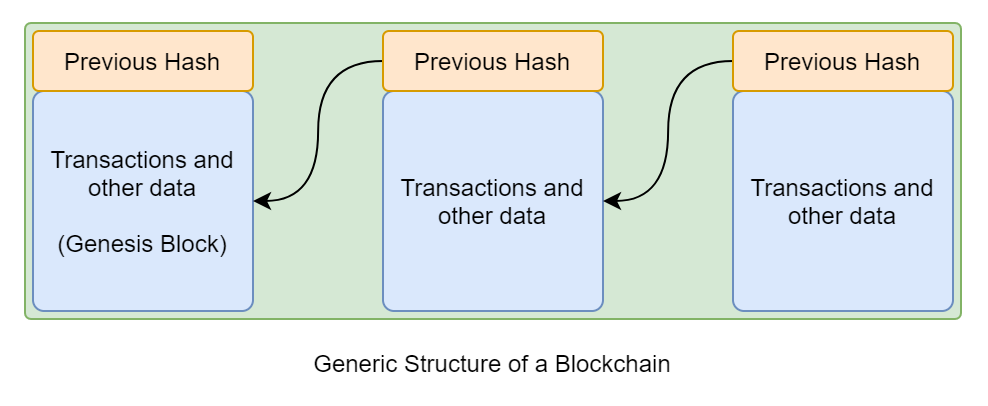 Previous Hash
Transactions and
other data
(Genesis Block)
Previous Hash
Transactions and
other data
Previous Hash
Transactions and
other data
Generic Structure of a Blockchain